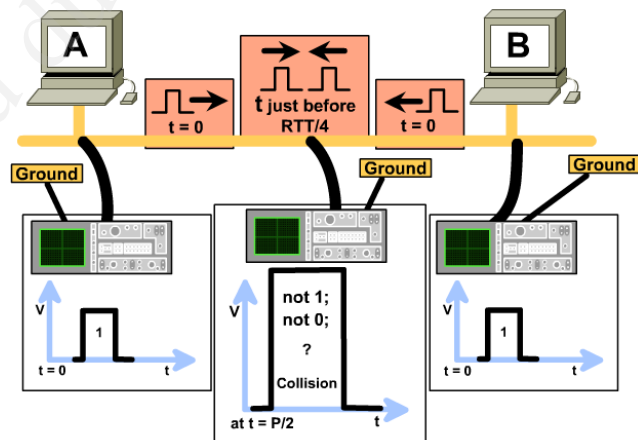 A
B
t just before
RTT/4
t = 0
t = 0
Ground
Ground
Ground
V
1
t = 0
t
V
not 1;
not 0;
?
Collision
at t = P/2
t
V
1
t = 0
t